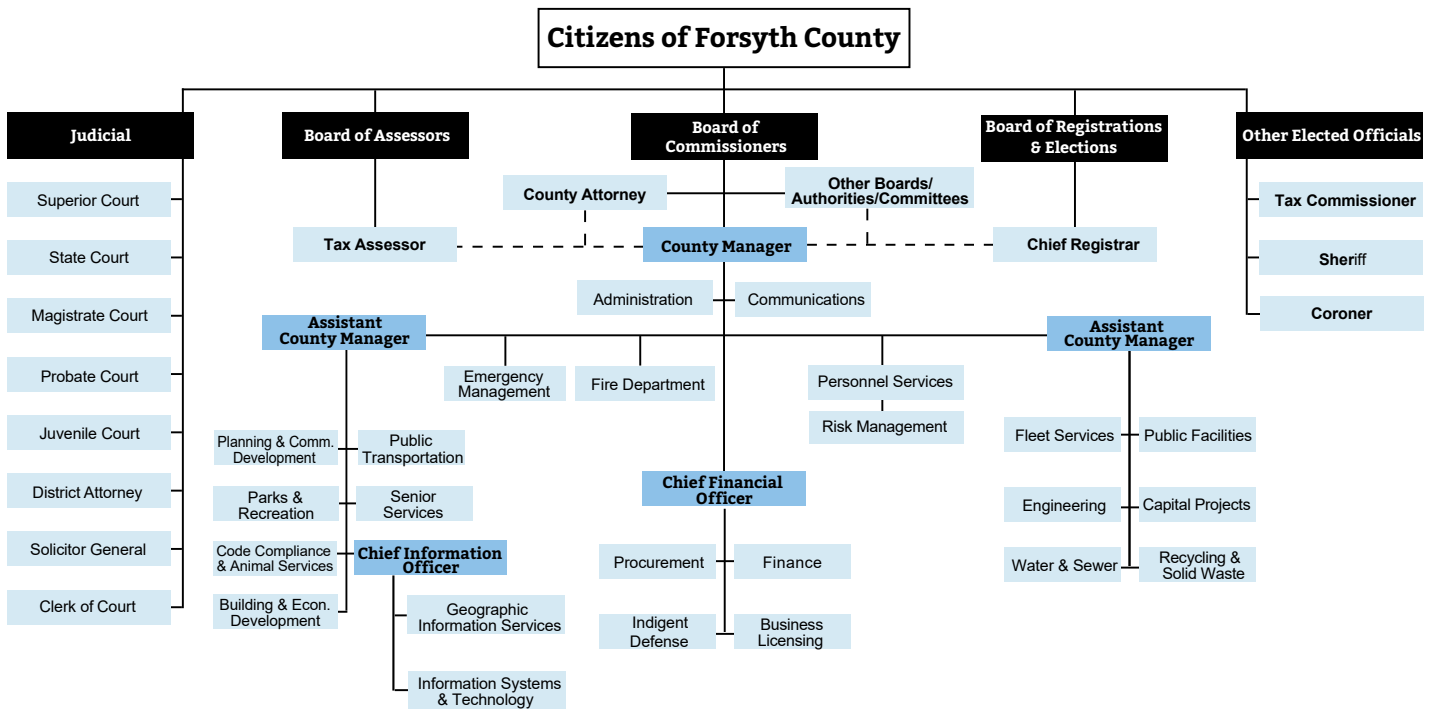 Citizens of Forsyth County
Judicial
Board of Assessors
Board of
Commissioners
Board of Registrations
& Elections
Other Elected Officials
Superior Court
State Court
Magistrate Court
Probate Court
Juvenile Court
District Attorney
Solicitor General
Clerk of Court
County Attorney
Other Boards/
Authorities/Committees
Tax Assessor
County Manager
Chief Registrar
Tax Commissioner
Sheriff
Coroner
Administration
Communications
Assistant
County Manager
Assistant
County Manager
Emergency
Management
Fire Department
Personnel Services
Risk Management
Planning & Comm.
Development
Public
Transportation
Parks &
Recreation
Senior
Services
Code Compliance
& Animal Services
Chief Information
Officer
Building & Econ.
Development
Geographic
Information Services
Information Systems
& Technology
Chief Financial
Officer
Procurement
Finance
Indigent
Defense
Business
Licensing
Fleet Services
Public Facilities
Engineering
Capital Projects
Water & Sewer
Recycling &
Solid Waste